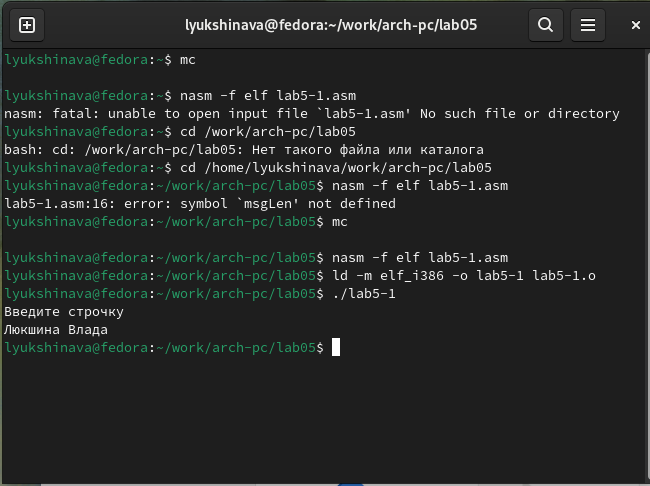 lyukshinava@fedora:~/work/arch-pc/lab05
lyukshinava@fedora:~$ mc
lyukshinava@fedora:~$ nasm -f elf lab5-1.asm
nasm: fatal: unable to open input file `lab5-1.asm' No such file or directory
lyukshinava@fedora:~$ cd /work/arch-pc/lab05
bash: cd: /work/arch-pc/lab05: Нет такого файла или каталога
lyukshinava@fedora:~$ cd /home/lyukshinava/work/arch-pc/lab05
lyukshinava@fedora:~/work/arch-pc/lab05$ nasm -f elf lab5-1.asm
lab5-1.asm:16: error: symbol `msgLen' not defined
lyukshinava@fedora:~/work/arch-pc/lab05$ mc
lyukshinava@fedora:~/work/arch-pc/lab05$ nasm -f elf lab5-1.asm
lyukshinava@fedora:~/work/arch-pc/lab05$ ld -m elf_i386 -o lab5-1 lab5-1.o
lyukshinava@fedora:~/work/arch-pc/lab05$ ./lab5-1
Введите строчку
Люкшина Влада
lyukshinava@fedora:~/work/arch-pc/lab05$